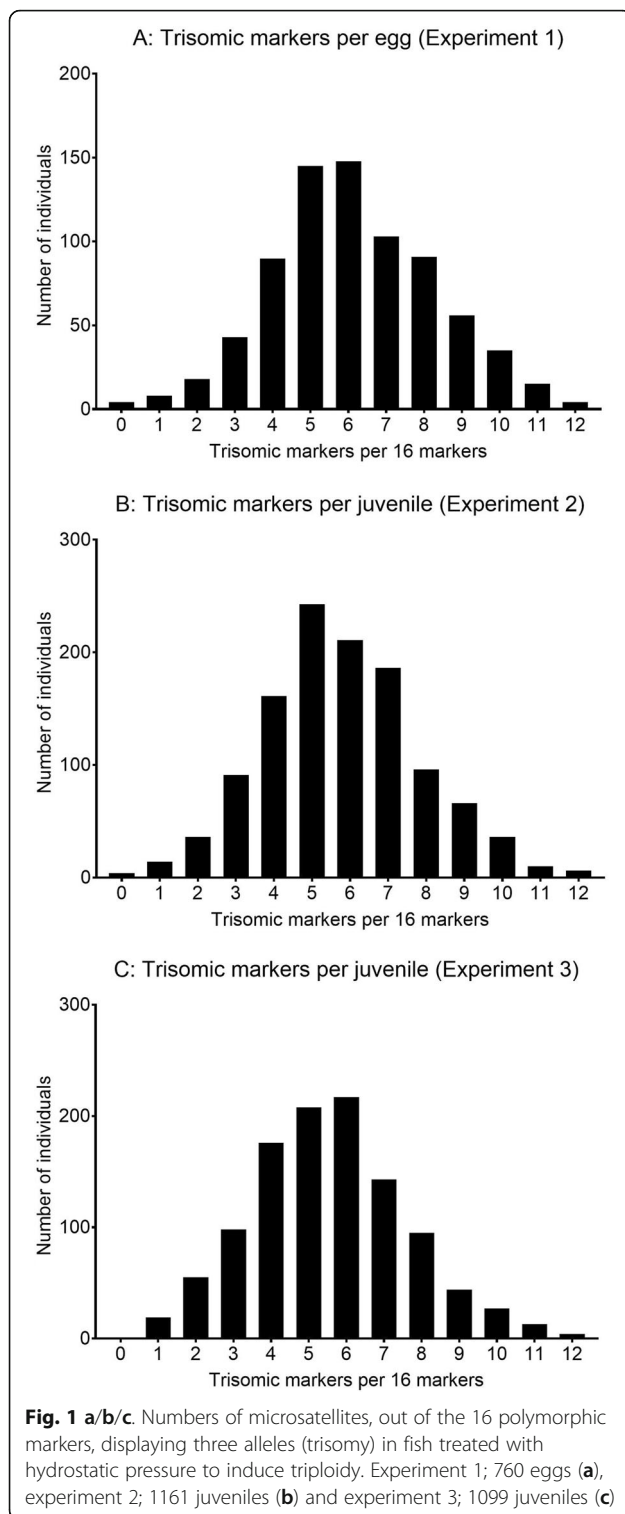 A: Trisomic markers per egg (Experiment 1)
200
150
100
50
0
Number of individuals
0 1 2 3 4 5 6 7 8 9 10 11 12
Trisomic markers per 16 markers
B: Trisomic markers per juvenile (Experiment 2)
300
200
100
0
Number of individuals
0 1 2 3 4 5 6 7 8 9 10 11 12
Trisomic markers per 16 markers
C: Trisomic markers per juvenile (Experiment 3)
300
200
100
0
Number of individuals
0 1 2 3 4 5 6 7 8 9 10 11 12
Trisomic markers per 16 markers
Fig. 1 a/b/c. Numbers of microsatellites, out of the 16 polymorphic
markers, displaying three alleles (trisomy) in fish treated with
hydrostatic pressure to induce triploidy. Experiment 1; 760 eggs (a),
experiment 2; 1161 juveniles (b) and experiment 3; 1099 juveniles (c)